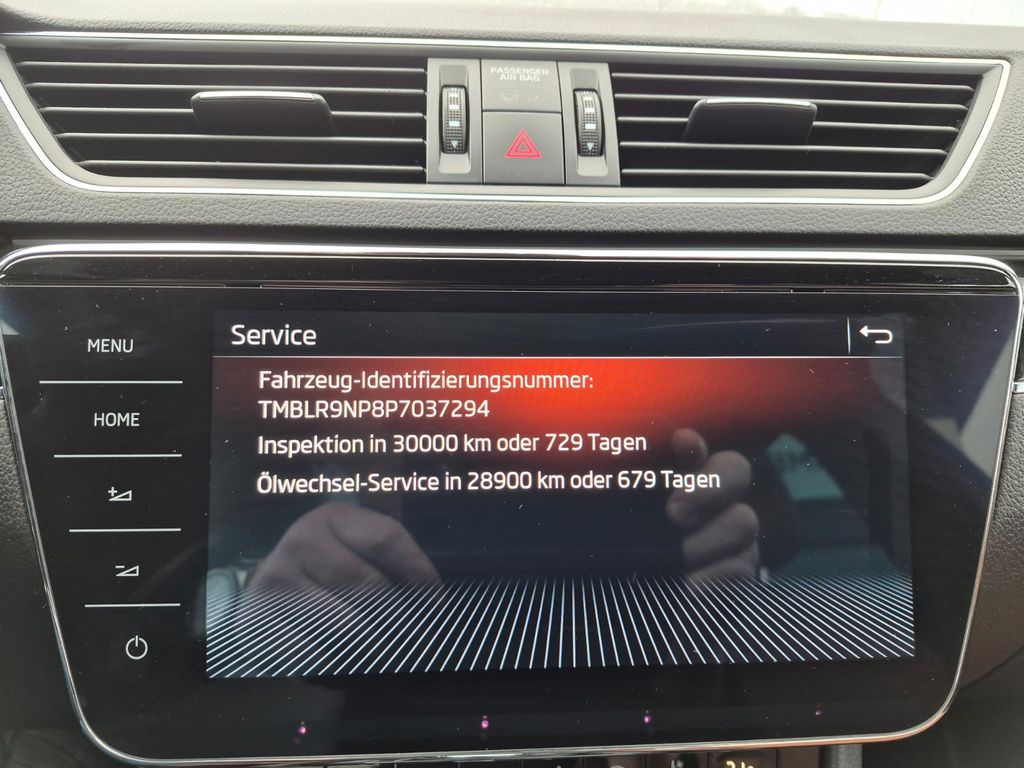 PASSENGER
AIR BAG
MENU
HOME
Service
Fahrzeug-Identifizierungsnummer:
TMBLR9NP8P7037294
Inspektion in 30000 km oder 729 Tagen
Ölwechsel-Service in 28900 km oder 679 Tagen